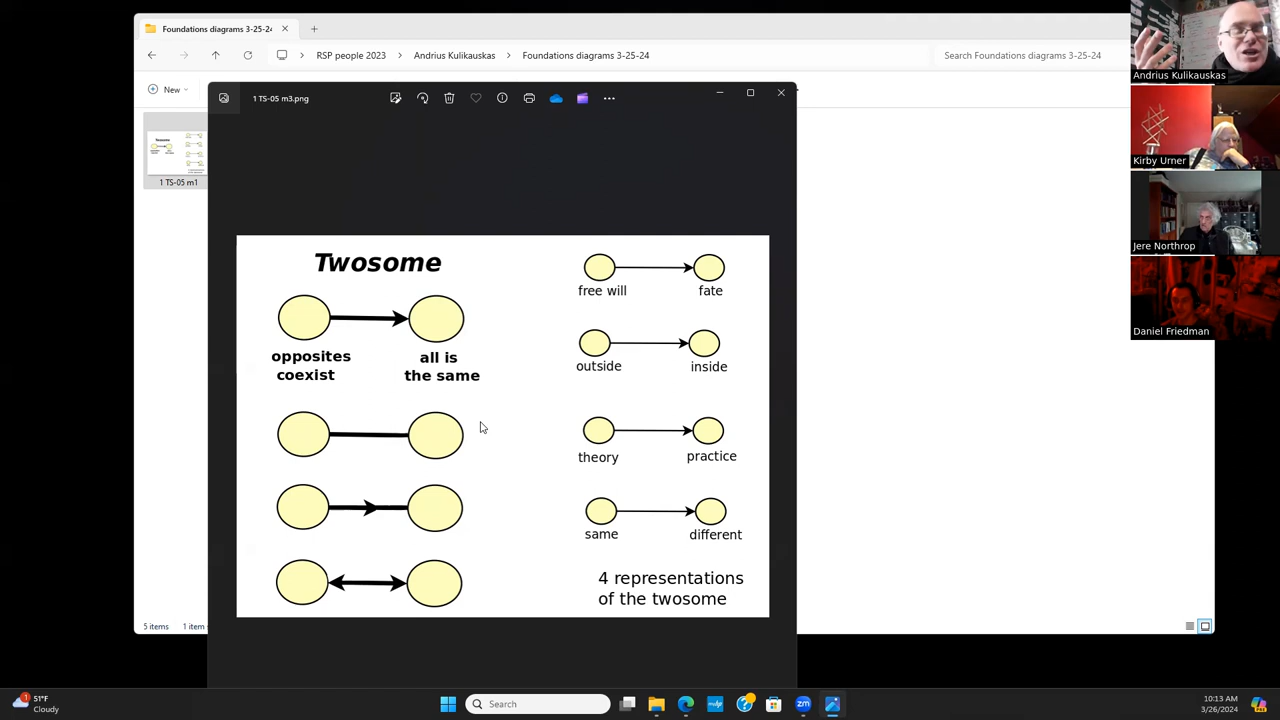 Foundations diagrams 3-25-24
RSP people 2023
Andrius Kulikauskas
Foundations diagrams 3-25-24
Search Foundations diagrams 3-25-24
New
1 TS-05 m3.png
1 TS-05 m1
Twosome
opposites
coexist
all is
the same
free will
fate
outside
inside
theory
practice
same
different
4 representations
of the twosome
5 items
1 item
Andrius Kulikauskas
Kirby Urner
Jere Northrop
Daniel Friedman
1
51°F
Cloudy
Search
zm
10:13 AM
3/26/2024